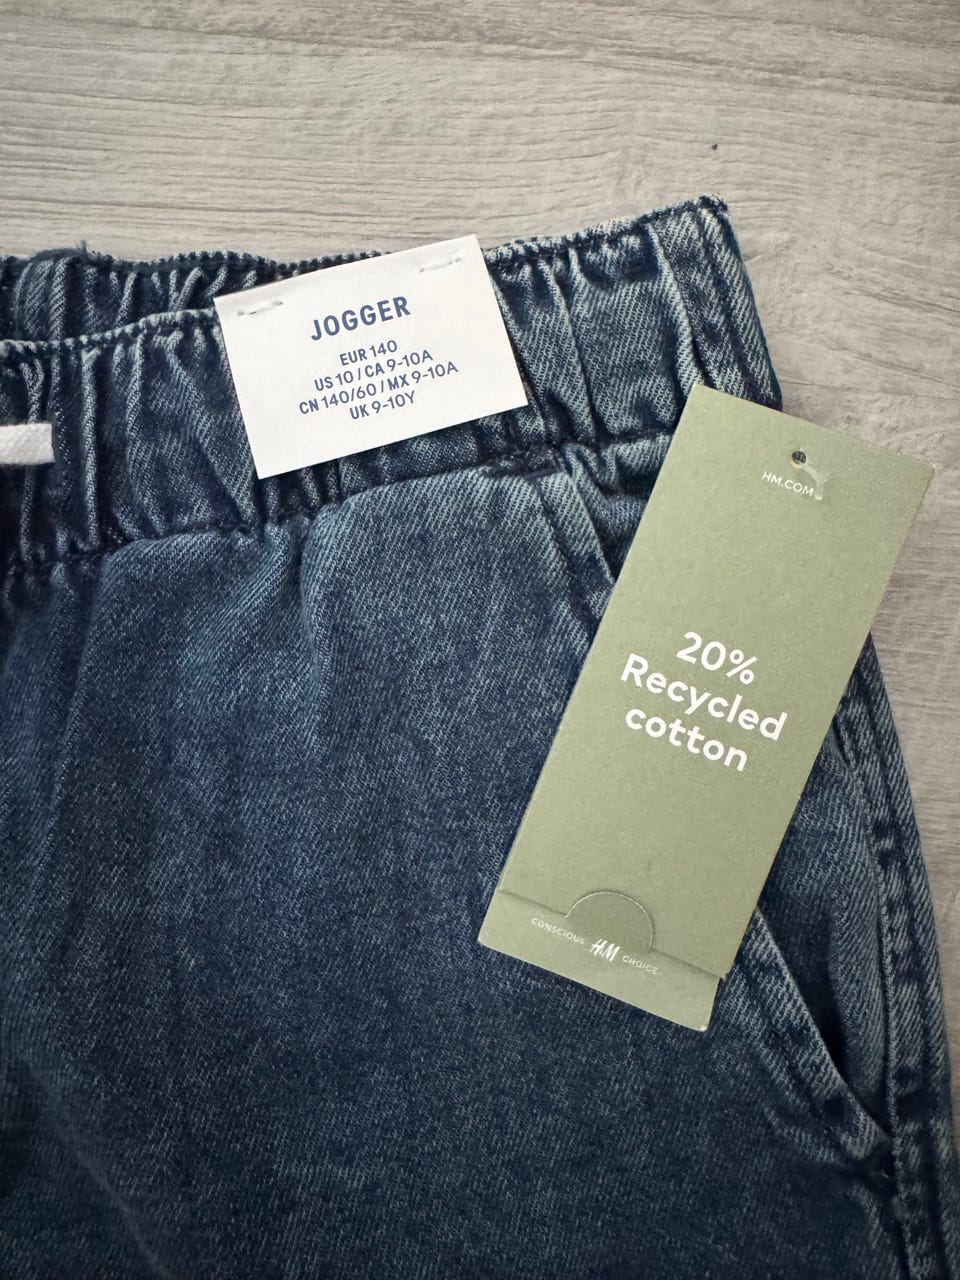 JOGGER
EUR 140
US 10 / CA 9-10A
CN 140/60 / MX 9-10A
UK 9-10Y
HM.COM
20%
Recycled
cotton
CONSCIOUS H&M CHOICE